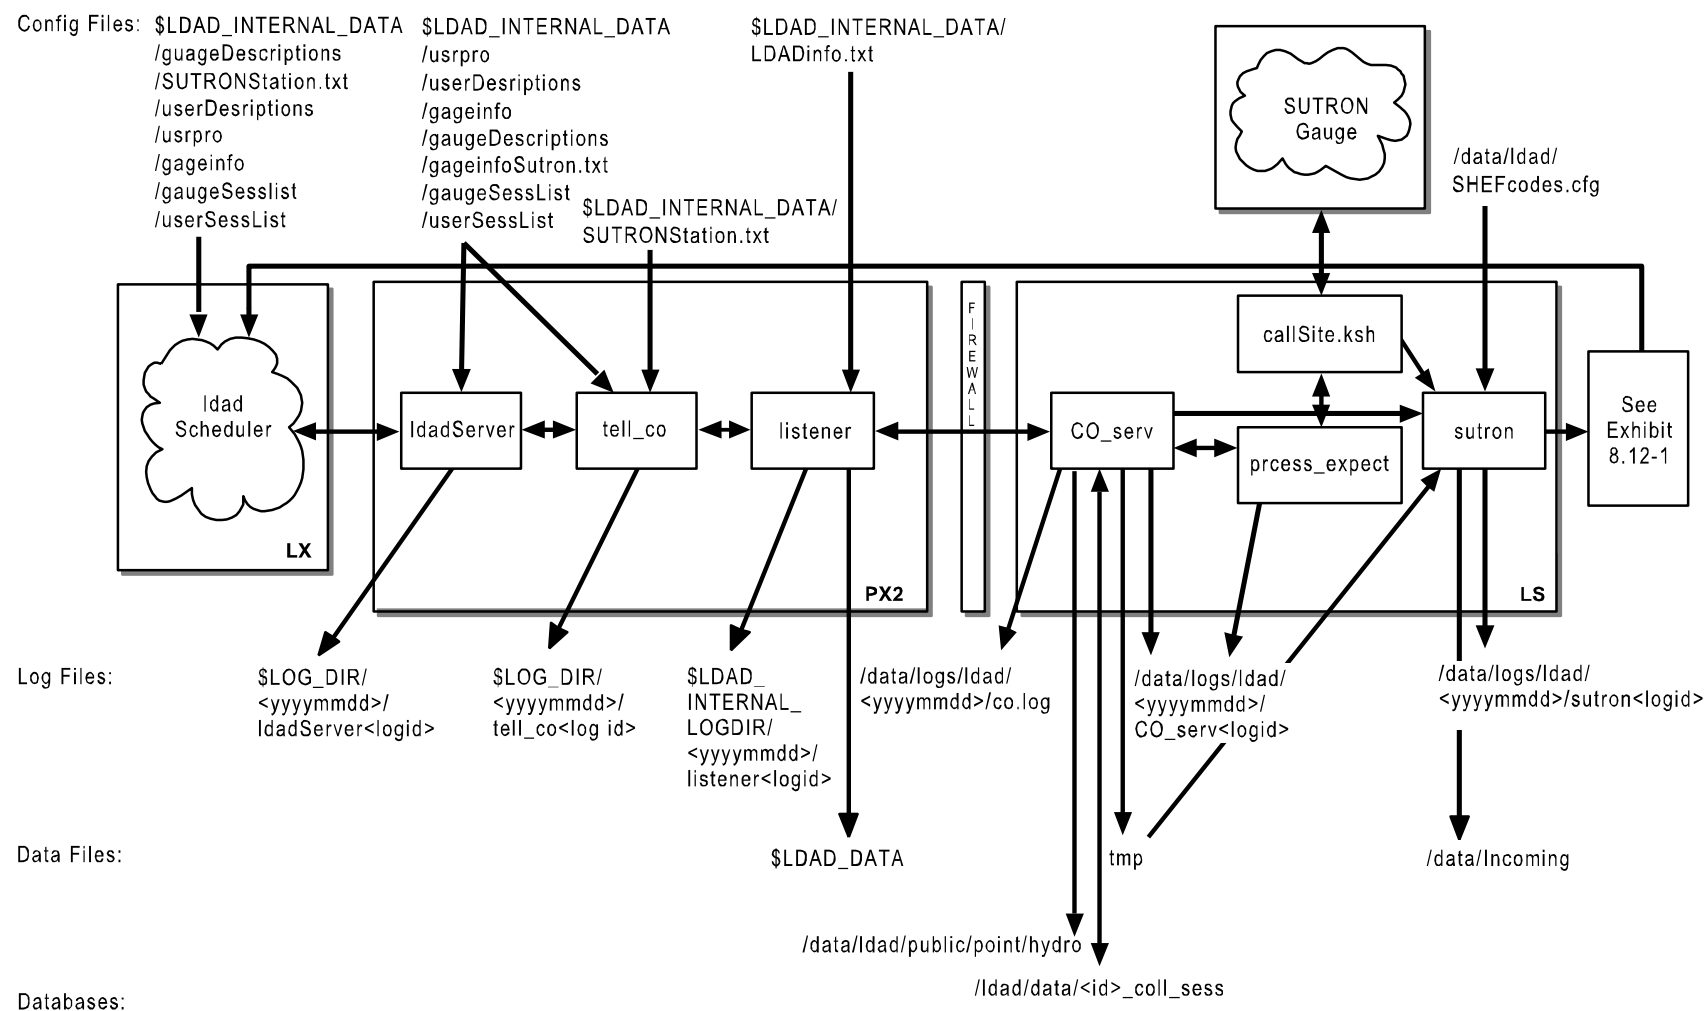 Config Files:
$LDAD_INTERNAL_DATA
/guageDescriptions
/SUTRONStation.txt
/userDesriptions
/usrpro
/gageinfo
/gaugeSesslist
/userSessList
$LDAD_INTERNAL_DATA
/usrpro
/userDesriptions
/gageinfo
/gaugeDescriptions
/gageinfoSutron.txt
/gaugeSessList
/userSessList
$LDAD_INTERNAL_DATA/
SUTRONStation.txt
$LDAD_INTERNAL_DATA/
LDADinfo.txt
SUTRON
Gauge
/data/ldad/
SHEFcodes.cfg
ldad
Scheduler
LX
ldadServer
tell_co
listener
PX2
FIREWALL
callSite.ksh
CO_serv
prcess_expect
sutron
LS
See
Exhibit
8.12-1
Log Files:
$LOG_DIR/
<yyyymmdd>/
ldadServer<logid>
$LOG_DIR/
<yyyymmdd>/
tell_co<log id>
$LDAD_
INTERNAL_
LOGDIR/
<yyyymmdd>/
listener<logid>
/data/logs/ldad/
<yyyymmdd>/co.log
/data/logs/ldad/
<yyyymmdd>/
CO_serv<logid>
/data/logs/ldad/
<yyyymmdd>/sutron<logid>
Data Files:
$LDAD_DATA
tmp
/data/Incoming
/data/ldad/public/point/hydro
/ldad/data/<id>_coll_sess
Databases: